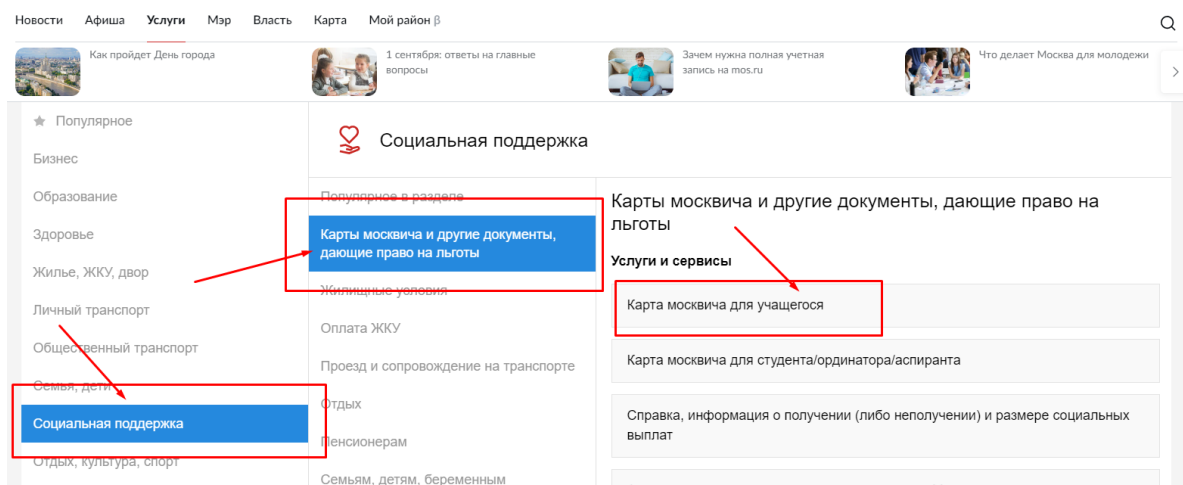 Новости Афиша Услуги Мэр Власть Карта Мой район β
Как пройдет День города
1 сентября: ответы на главные
вопросы
Зачем нужна полная учетная
запись на mos.ru
Что делает Москва для молодежи
Популярное
Бизнес
Образование
Здоровье
Жилье, ЖКУ, двор
Личный транспорт
Общественный транспорт
Семья, дети
Социальная поддержка
Отдых, культура, спорт
Социальная поддержка
Популярное в разделе
Карты москвича и другие документы,
дающие право на льготы
Жилищные условия
Оплата ЖКУ
Проезд и сопровождение на транспорте
Отдых
Пенсионерам
Семьям, детям, беременным
Карты москвича и другие документы, дающие право на
льготы
Услуги и сервисы
Карта москвича для учащегося
Карта москвича для студента/ординатора/аспиранта
Справка, информация о получении (либо неполучении) и размере социальных
выплат